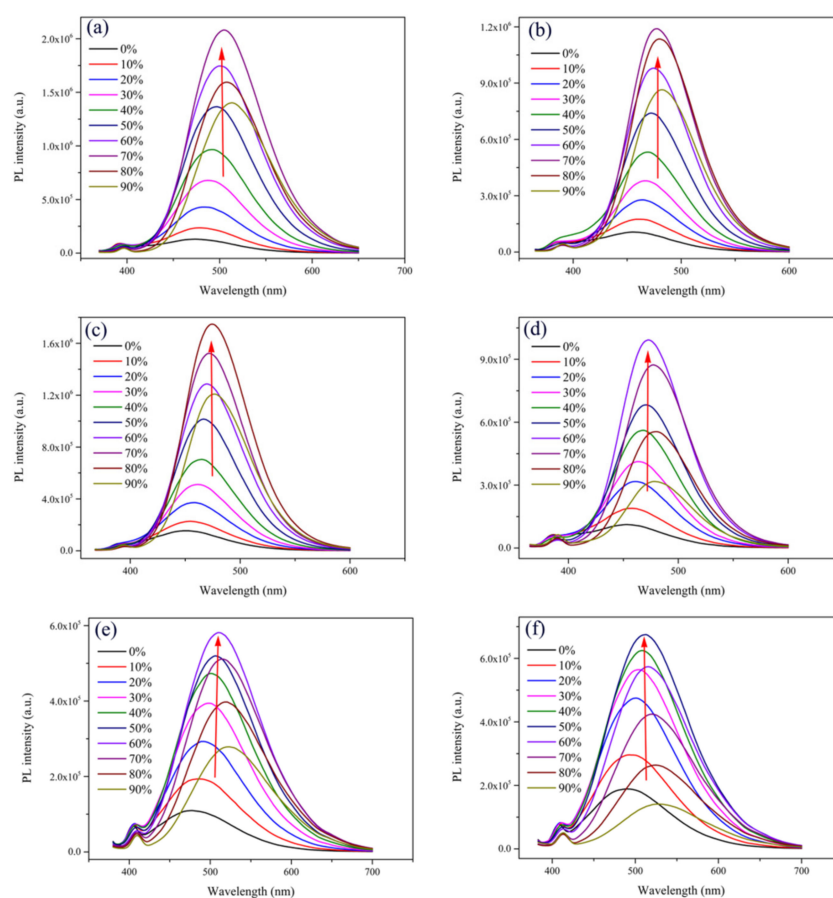 (a)
0%
10%
20%
30%
40%
50%
60%
70%
80%
90%
2.0x10⁶
1.5x10⁶
1.0x10⁶
5.0x10⁵
0.0
400
500
600
700
PL intensity (a.u.)
Wavelength (nm)
(b)
0%
10%
20%
30%
40%
50%
60%
70%
80%
90%
1.2x10⁶
9.0x10⁵
6.0x10⁵
3.0x10⁵
0.0
400
500
600
PL intensity (a.u.)
Wavelength (nm)
(c)
0%
10%
20%
30%
40%
50%
60%
70%
80%
90%
1.6x10⁶
1.2x10⁶
8.0x10⁵
4.0x10⁵
0.0
400
500
600
PL intensity (a.u.)
Wavelength (nm)
(d)
0%
10%
20%
30%
40%
50%
60%
70%
80%
90%
9.0x10⁵
6.0x10⁵
3.0x10⁵
0.0
400
500
600
PL intensity (a.u.)
Wavelength (nm)
(e)
0%
10%
20%
30%
40%
50%
60%
70%
80%
90%
6.0x10⁵
4.0x10⁵
2.0x10⁵
0.0
400
500
600
700
PL intensity (a.u.)
Wavelength (nm)
(f)
0%
10%
20%
30%
40%
50%
60%
70%
80%
90%
6.0x10⁵
4.0x10⁵
2.0x10⁵
0.0
400
500
600
700
PL intensity (a.u.)
Wavelength (nm)